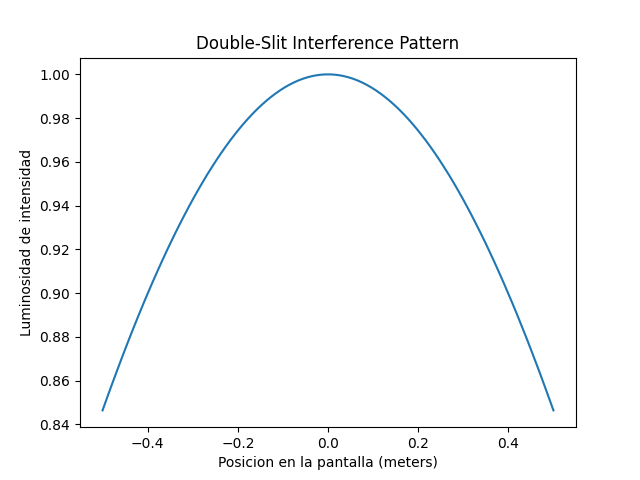 Double-Slit Interference Pattern
Luminosidad de intensidad
1.00
0.98
0.96
0.94
0.92
0.90
0.88
0.86
0.84
−0.4 −0.2 0.0 0.2 0.4
Posicion en la pantalla (meters)